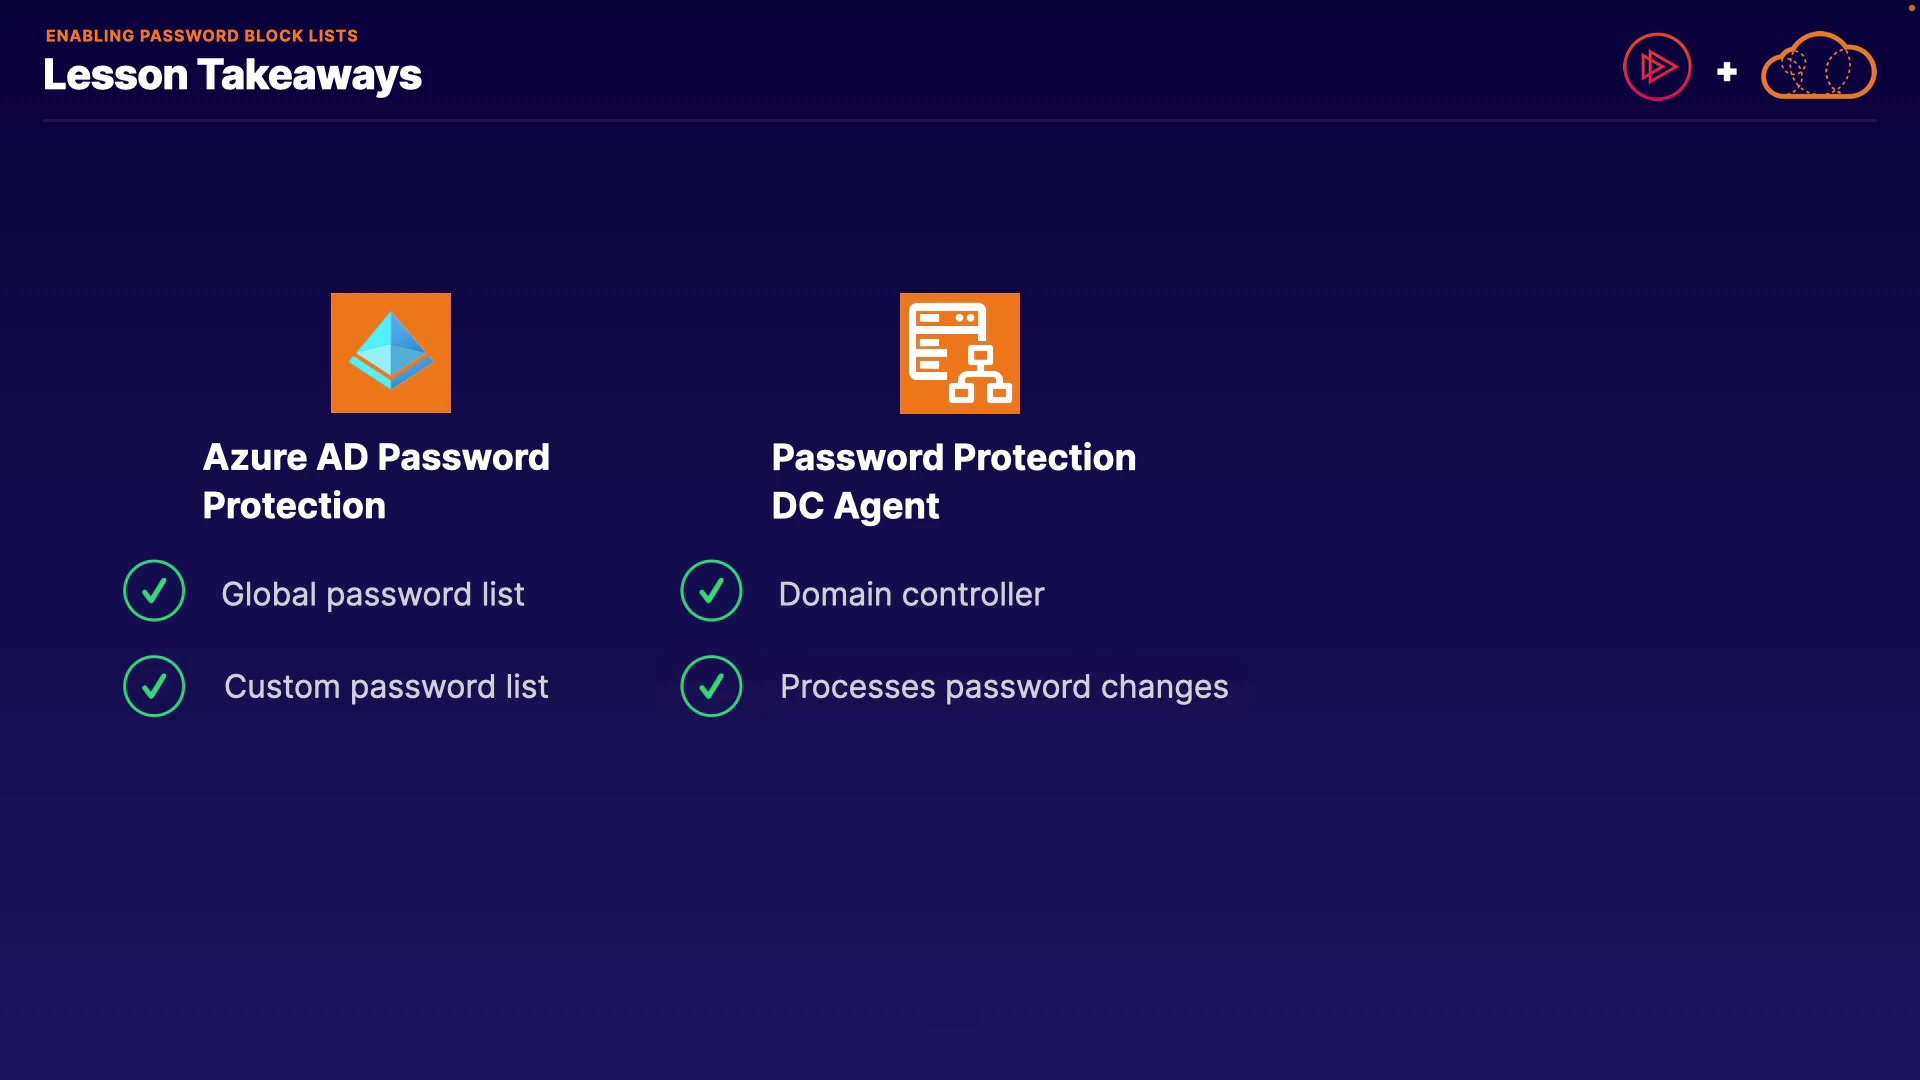 ENABLING PASSWORD BLOCK LISTS
Lesson Takeaways
Azure AD Password
Protection
Global password list
Custom password list
Password Protection
DC Agent
Domain controller
Processes password changes